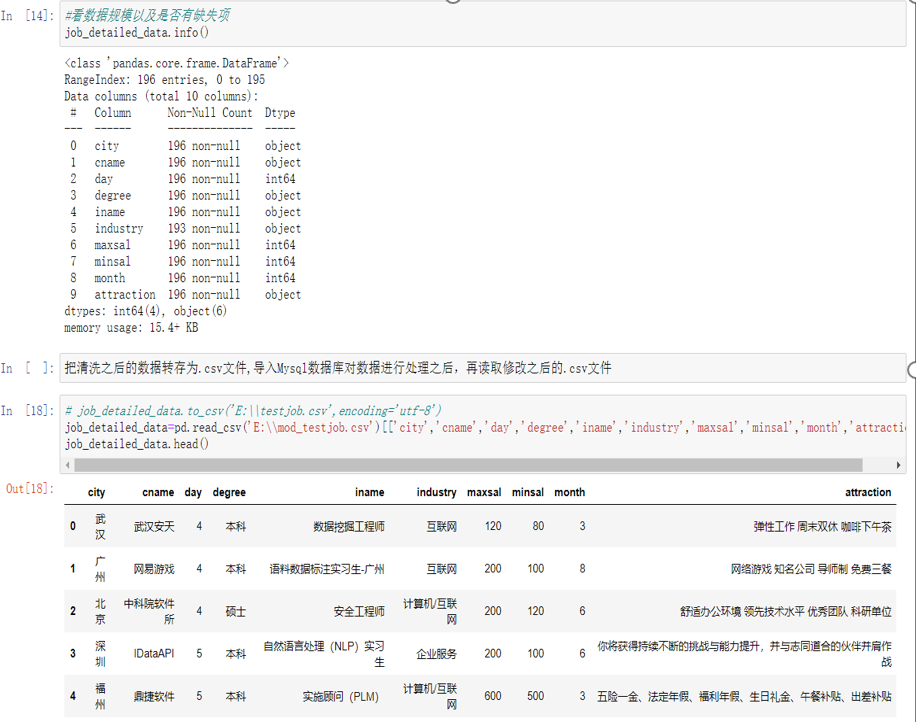 In [14]: #看数据规模以及是否有缺失项
job_detailed_data.info()
<class 'pandas.core.frame.DataFrame'>
RangeIndex: 196 entries, 0 to 195
Data columns (total 10 columns):
# Column Non-Null Count Dtype
--- ------ -------------- -----
0 city 196 non-null object
1 cname 196 non-null object
2 day 196 non-null int64
3 degree 196 non-null object
4 iname 196 non-null object
5 industry 193 non-null object
6 maxsal 196 non-null int64
7 minsal 196 non-null int64
8 month 196 non-null int64
9 attraction 196 non-null object
dtypes: int64(4), object(6)
memory usage: 15.4+ KB
In [ ]: 把清洗之后的数据转存为.csv文件,导入Mysql数据库对数据进行处理之后，再读取修改之后的.csv文件
In [18]: # job_detailed_data.to_csv('E:\\testjob.csv',encoding='utf-8')
job_detailed_data=pd.read_csv('E:\\mod_testjob.csv')[['city','cname','day','degree','iname','industry','maxsal','minsal','month','attractio
job_detailed_data.head()
Out[18]:
city cname day degree iname industry maxsal minsal month attraction
0 武汉 武汉安天 4 本科 数据挖掘工程师 互联网 120 80 3 弹性工作 周末双休 咖啡下午茶
1 广州 网易游戏 4 本科 语料数据标注实习生-广州 互联网 200 100 8 网络游戏 知名公司 导师制 免费三餐
2 北京 中科院软件所 4 硕士 安全工程师 计算机/互联网 200 120 6 舒适办公环境 领先技术水平 优秀团队 科研单位
3 深圳 IDataAPI 5 本科 自然语言处理（NLP）实习生 企业服务 200 100 6 你将获得持续不断的挑战与能力提升，并与志同道合的伙伴并肩作战
4 福州 鼎捷软件 5 本科 实施顾问（PLM） 计算机/互联网 600 500 3 五险一金、法定年假、福利年假、生日礼金、午餐补贴、出差补贴